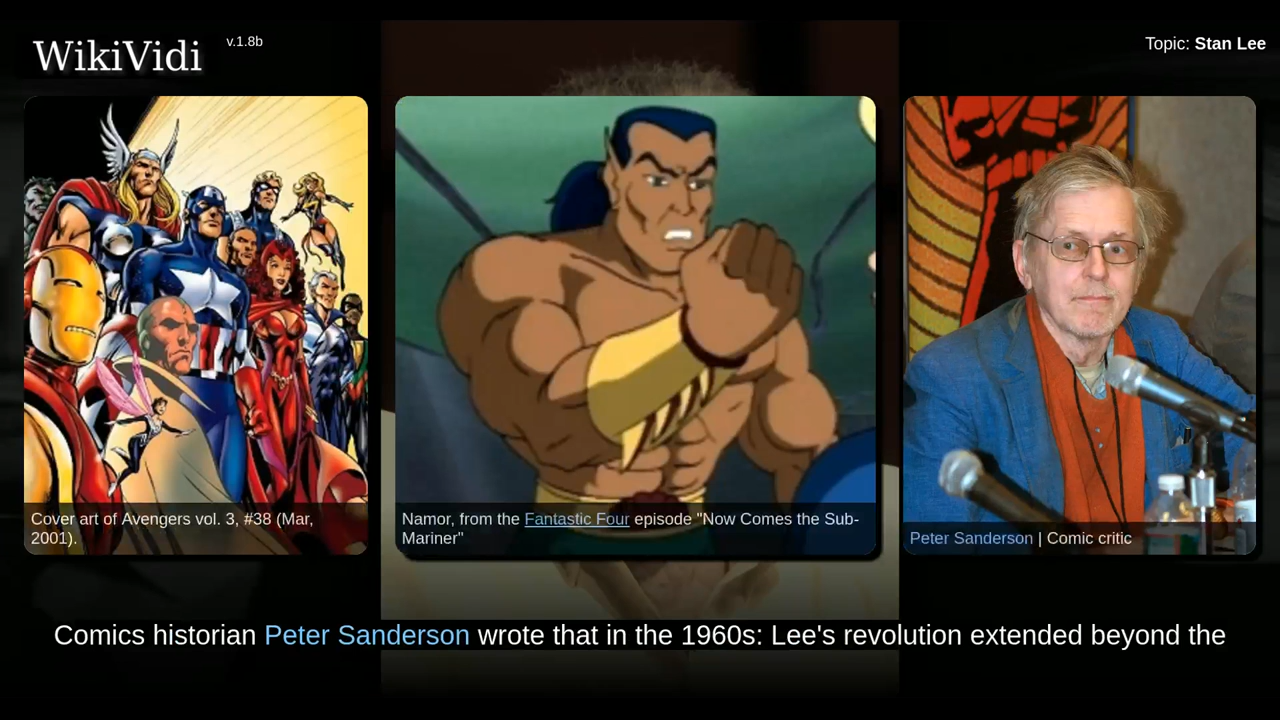 WikiVidi
v.1.8b
Topic: Stan Lee
Cover art of Avengers vol. 3, #38 (Mar,
2001).
Namor, from the Fantastic Four episode "Now Comes the Sub-
Mariner"
Peter Sanderson | Comic critic
Comics historian Peter Sanderson wrote that in the 1960s: Lee's revolution extended beyond the